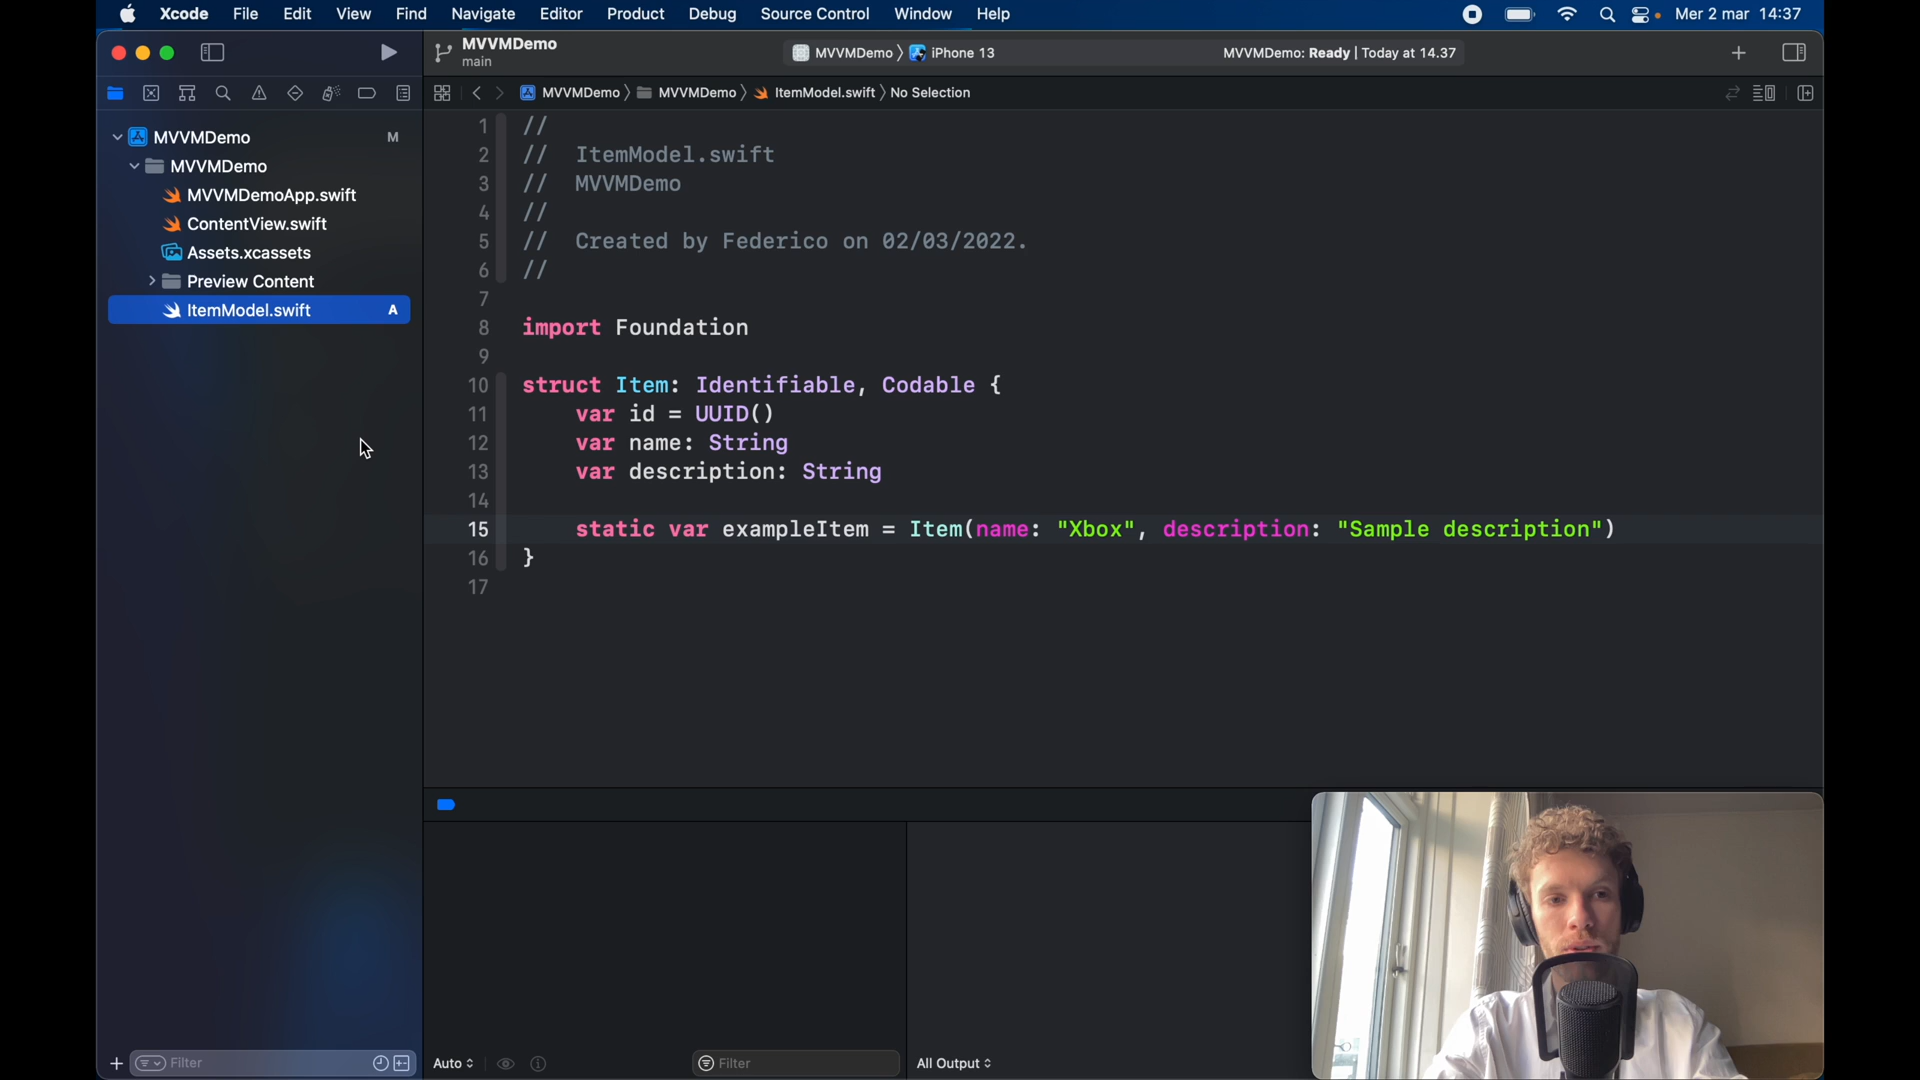 Xcode File Edit View Find Navigate Editor Product Debug Source Control Window Help Mer 2 mar 14:37
MVVMDemo
main
MVVMDemo iPhone 13 MVVMDemo: Ready | Today at 14.37
MVVMDemo MVVMDemo ItemModel.swift No Selection
MVVMDemo M
MVVMDemo
MVVMDemoApp.swift
ContentView.swift
Assets.xcassets
Preview Content
ItemModel.swift A
1 //
2 // ItemModel.swift
3 // MVVMDemo
4 //
5 // Created by Federico on 02/03/2022.
6 //
7
8 import Foundation
9
10 struct Item: Identifiable, Codable {
11 var id = UUID()
12 var name: String
13 var description: String
14
15 static var exampleItem = Item(name: "Xbox", description: "Sample description")
16 }
17
Filter
Auto
Filter
All Output